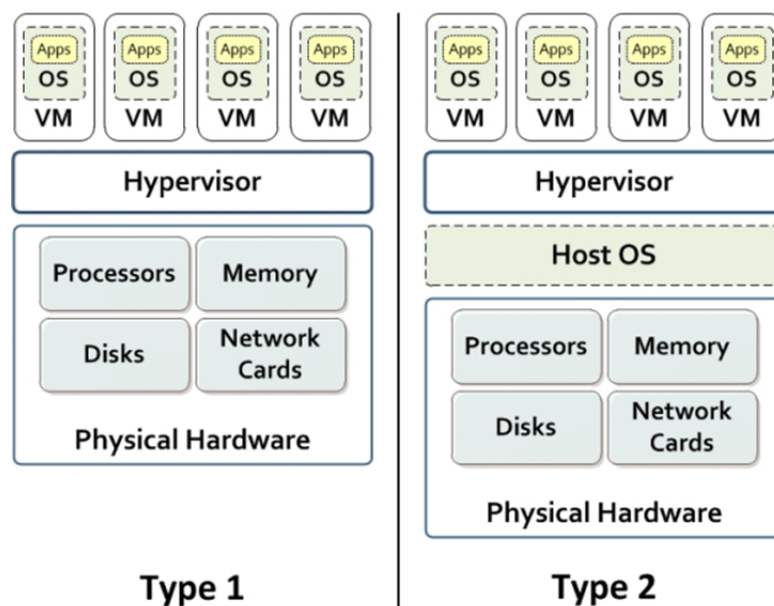 Apps
OS
VM
Apps
OS
VM
Apps
OS
VM
Apps
OS
VM
Hypervisor
Processors
Memory
Disks
Network
Cards
Physical Hardware
Type 1
Apps
OS
VM
Apps
OS
VM
Apps
OS
VM
Apps
OS
VM
Hypervisor
Host OS
Processors
Memory
Disks
Network
Cards
Physical Hardware
Type 2